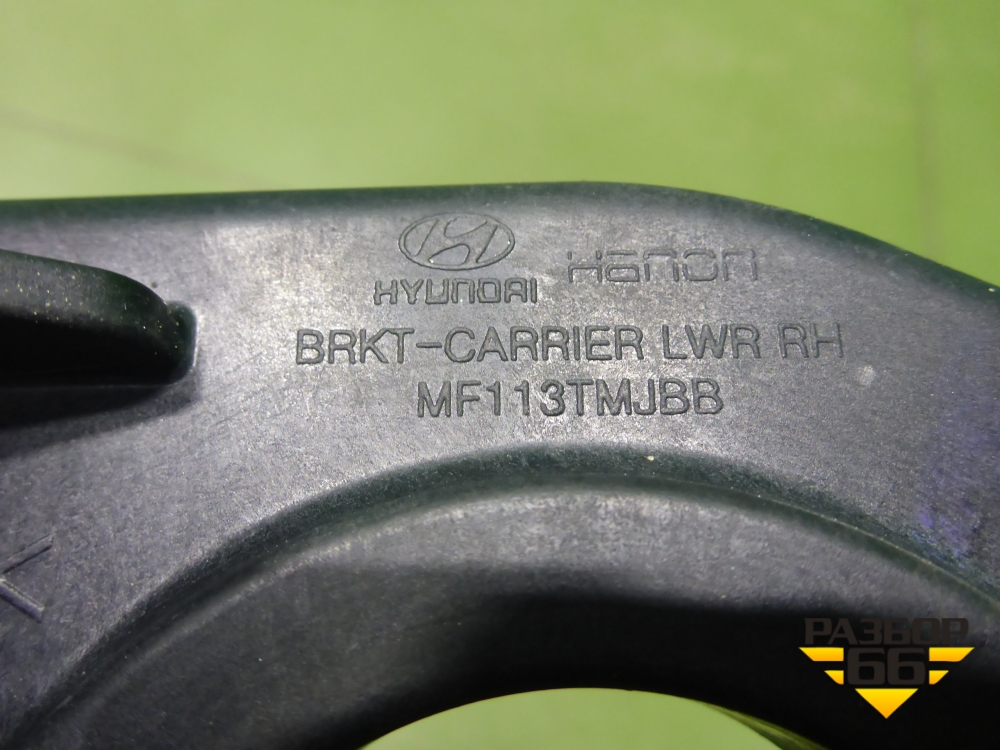 HYUNDAI HANON
BRKT-CARRIER LWR RH
MF113TMJBB
РАЗБОР
66